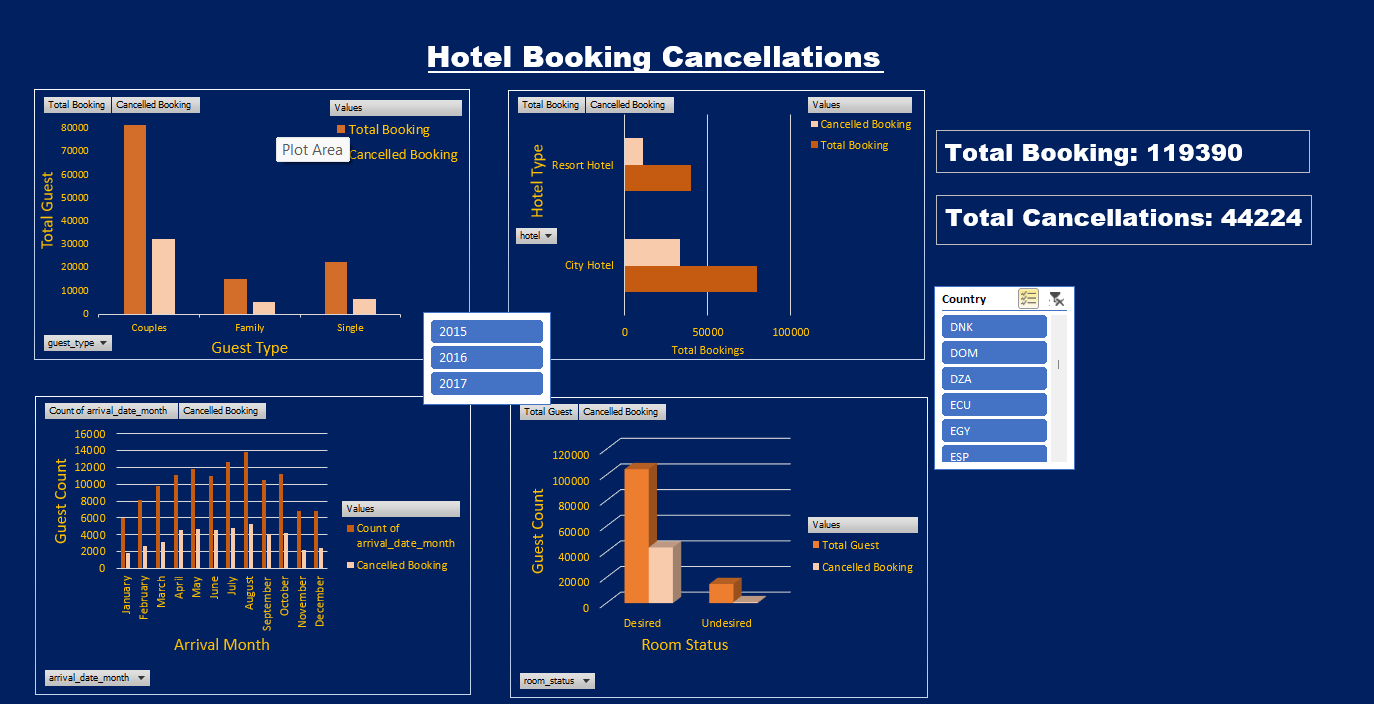 Hotel Booking Cancellations
Total Booking Cancelled Booking
Values
Total Booking
Cancelled Booking
Plot Area
Total Guest
80000
70000
60000
50000
40000
30000
20000
10000
0
Couples Family Single
Guest Type
guest_type
Total Booking Cancelled Booking
Values
Cancelled Booking
Total Booking
Hotel Type
Resort Hotel
hotel
City Hotel
0 50000 100000
Total Bookings
Total Booking: 119390
Total Cancellations: 44224
Country
DNK
DOM
DZA
ECU
EGY
ESP
2015
2016
2017
Count of arrival_date_month Cancelled Booking
Guest Count
16000
14000
12000
10000
8000
6000
4000
2000
0
January February March April May June July August September October November December
Arrival Month
Values
Count of
arrival_date_month
Cancelled Booking
arrival_date_month
Total Guest Cancelled Booking
Guest Count
120000
100000
80000
60000
40000
20000
0
Desired Undesired
Room Status
Values
Total Guest
Cancelled Booking
room_status